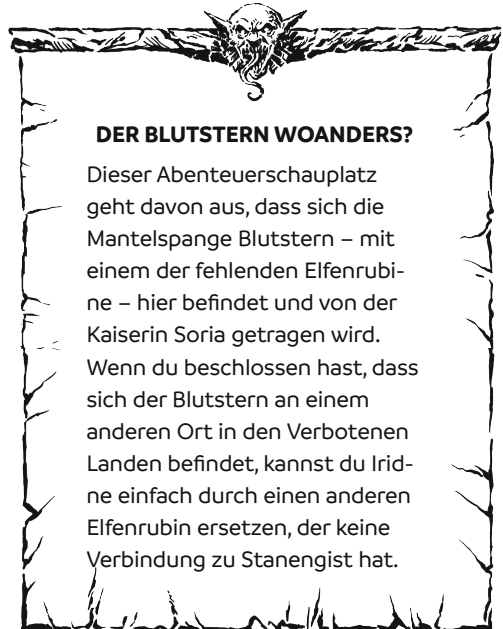 DER BLUTSTERN WOANDERS?
Dieser Abenteuerschauplatz
geht davon aus, dass sich die
Mantelspange Blutstern – mit
einem der fehlenden Elfenrubi-
ne – hier befindet und von der
Kaiserin Soria getragen wird.
Wenn du beschlossen hast, dass
sich der Blutstern an einem
anderen Ort in den Verbotenen
Landen befindet, kannst du Irid-
ne einfach durch einen anderen
Elfenrubin ersetzen, der keine
Verbindung zu Stanengist hat.